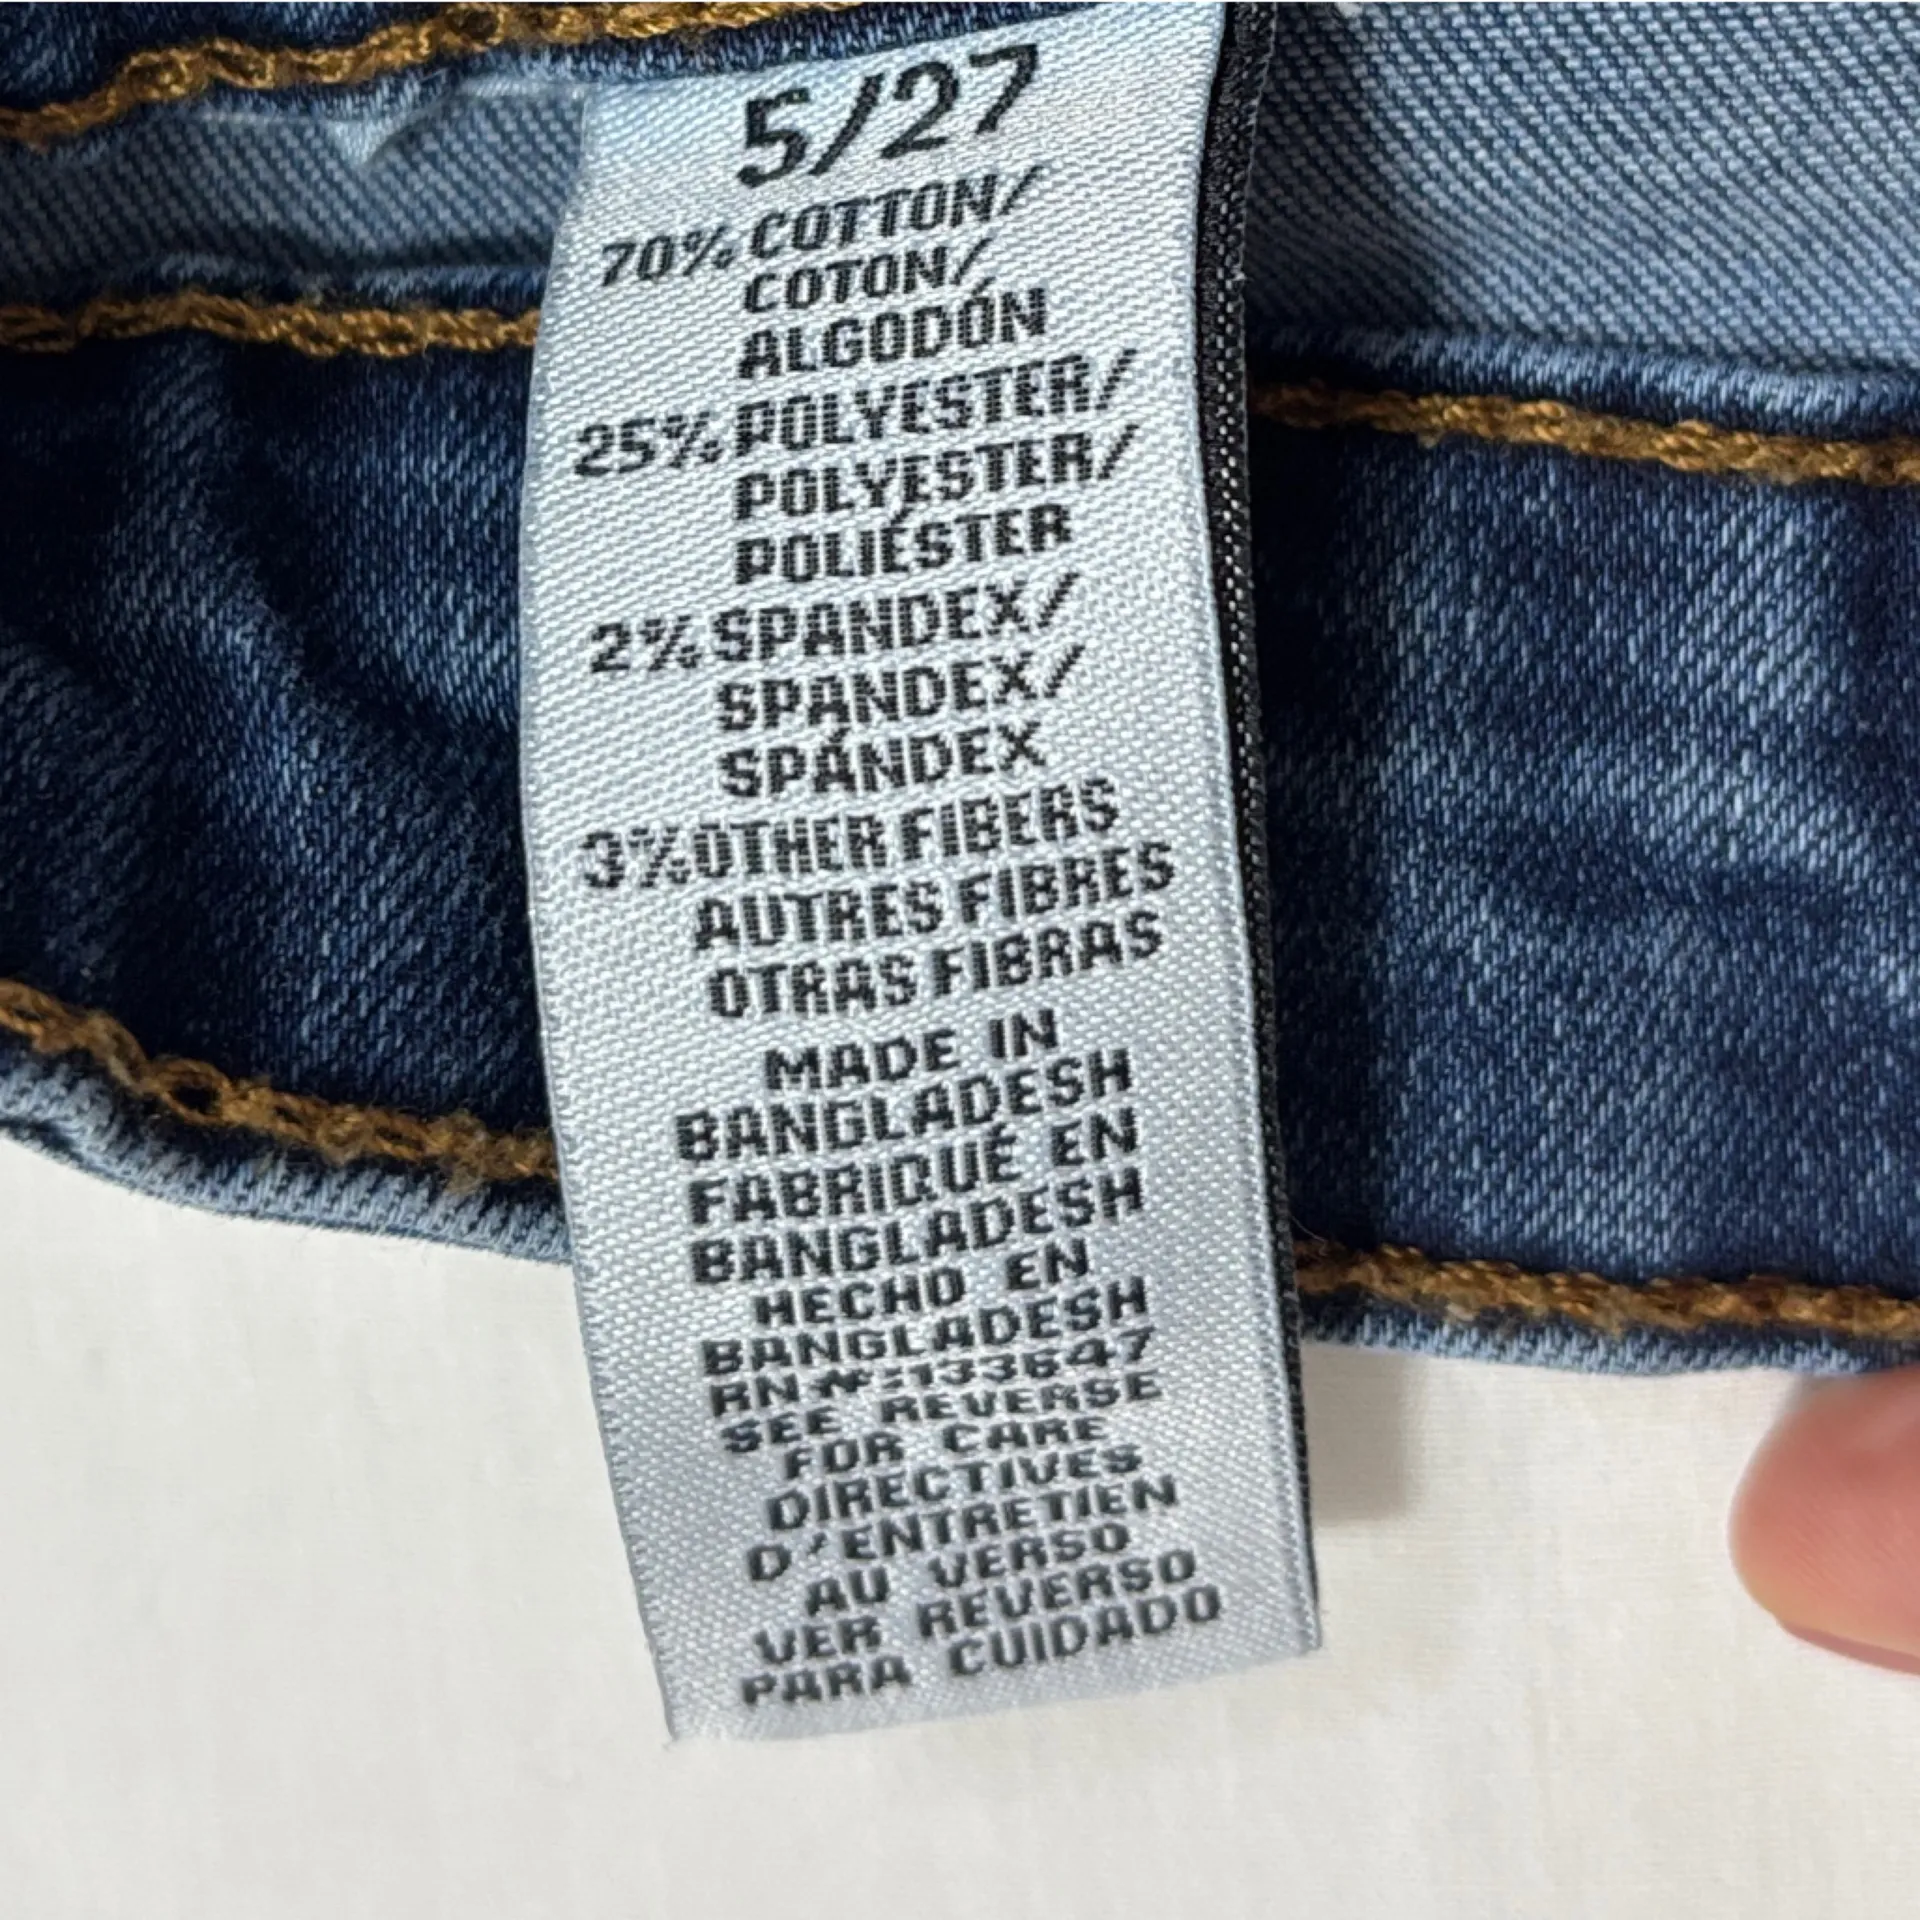 5/27
70% COTTON/
COTON/
ALGODÓN
25% POLYESTER/
POLYESTER/
POLIÉSTER
2% SPANDEX/
SPANDEX/
SPÁNDEX
3% OTHER FIBERS
AUTRES FIBRES
OTRAS FIBRAS
MADE IN
BANGLADESH
FABRIQUÉ EN
BANGLADESH
HECHO EN
BANGLADESH
RN#:133647
SEE REVERSE
FOR CARE
DIRECTIVES
D'ENTRETIEN
AU VERSO
VER REVERSO
PARA CUIDADO